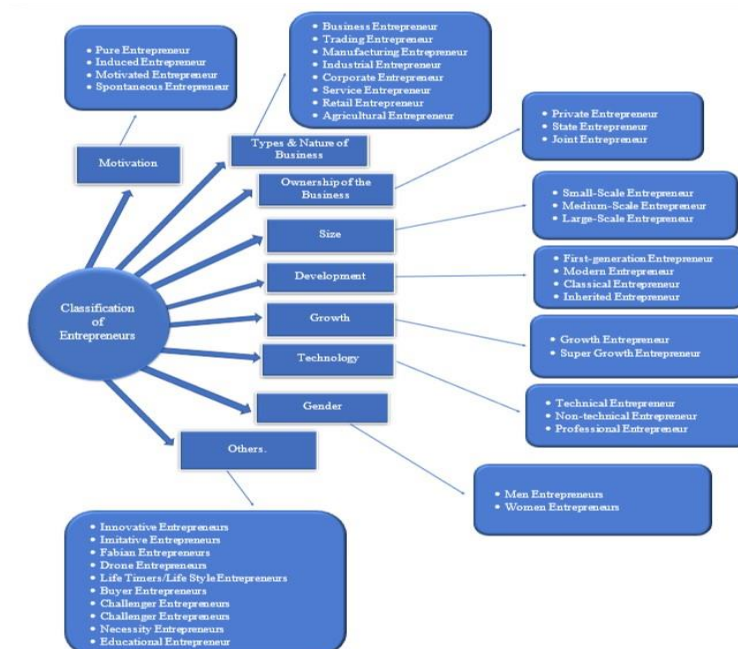 Classification
of
Entrepreneurs
Motivation
• Pure Entrepreneur
• Induced Entrepreneur
• Motivated Entrepreneur
• Spontaneous Entrepreneur
Types & Nature of
Business
• Business Entrepreneur
• Trading Entrepreneur
• Manufacturing Entrepreneur
• Industrial Entrepreneur
• Corporate Entrepreneur
• Service Entrepreneur
• Retail Entrepreneur
• Agricultural Entrepreneur
Ownership of the
Business
• Private Entrepreneur
• State Entrepreneur
• Joint Entrepreneur
Size
• Small-Scale Entrepreneur
• Medium-Scale Entrepreneur
• Large-Scale Entrepreneur
Development
• First-generation Entrepreneur
• Modern Entrepreneur
• Classical Entrepreneur
• Inherited Entrepreneur
Growth
• Growth Entrepreneur
• Super Growth Entrepreneur
Technology
• Technical Entrepreneur
• Non-technical Entrepreneur
• Professional Entrepreneur
Gender
• Men Entrepreneurs
• Women Entrepreneurs
Others.
• Innovative Entrepreneurs
• Imitative Entrepreneurs
• Fabian Entrepreneurs
• Drone Entrepreneurs
• Life Timers/Life Style Entrepreneurs
• Buyer Entrepreneurs
• Challenger Entrepreneurs
• Challenger Entrepreneurs
• Necessity Entrepreneurs
• Educational Entrepreneur